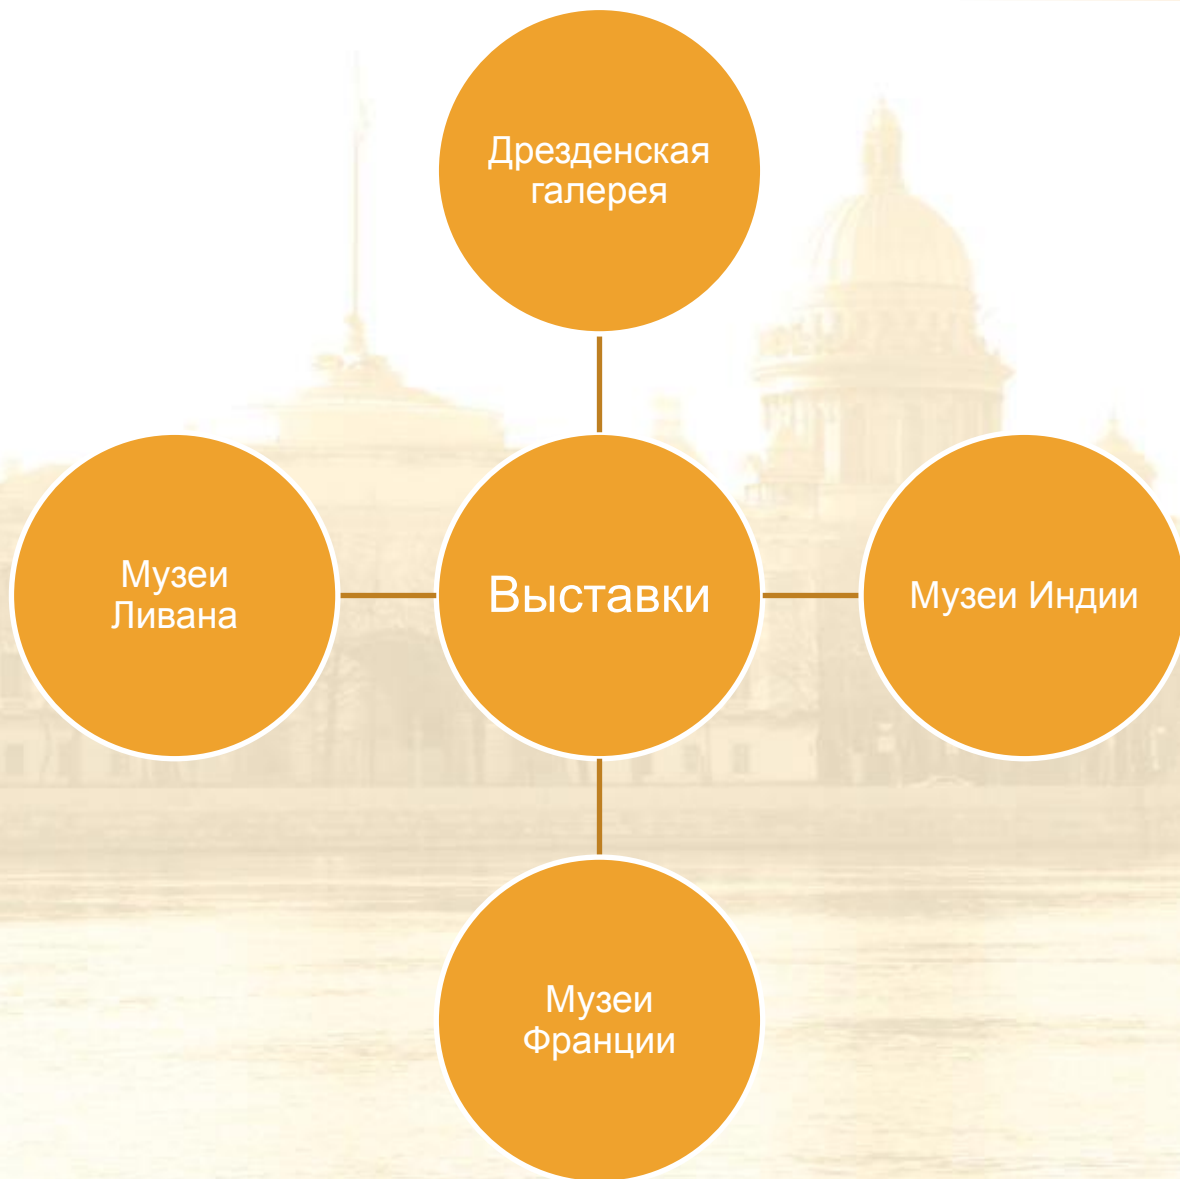 Дрезденская
галерея
Музеи
Ливана
Выставки
Музеи Индии
Музеи
Франции